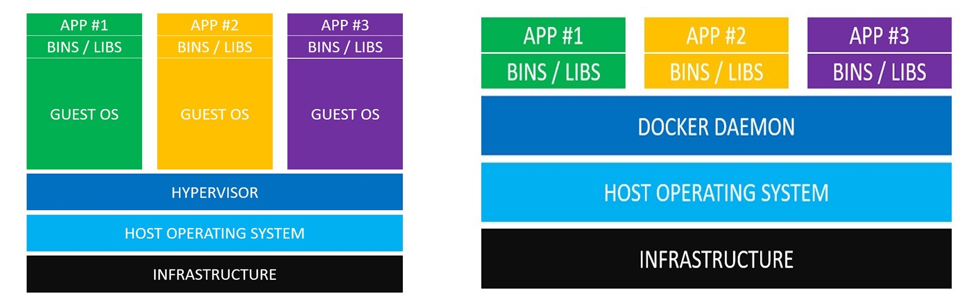 APP #1
BINS / LIBS
GUEST OS
APP #2
BINS / LIBS
GUEST OS
APP #3
BINS / LIBS
GUEST OS
HYPERVISOR
HOST OPERATING SYSTEM
INFRASTRUCTURE
APP #1
BINS / LIBS
APP #2
BINS / LIBS
APP #3
BINS / LIBS
DOCKER DAEMON
HOST OPERATING SYSTEM
INFRASTRUCTURE